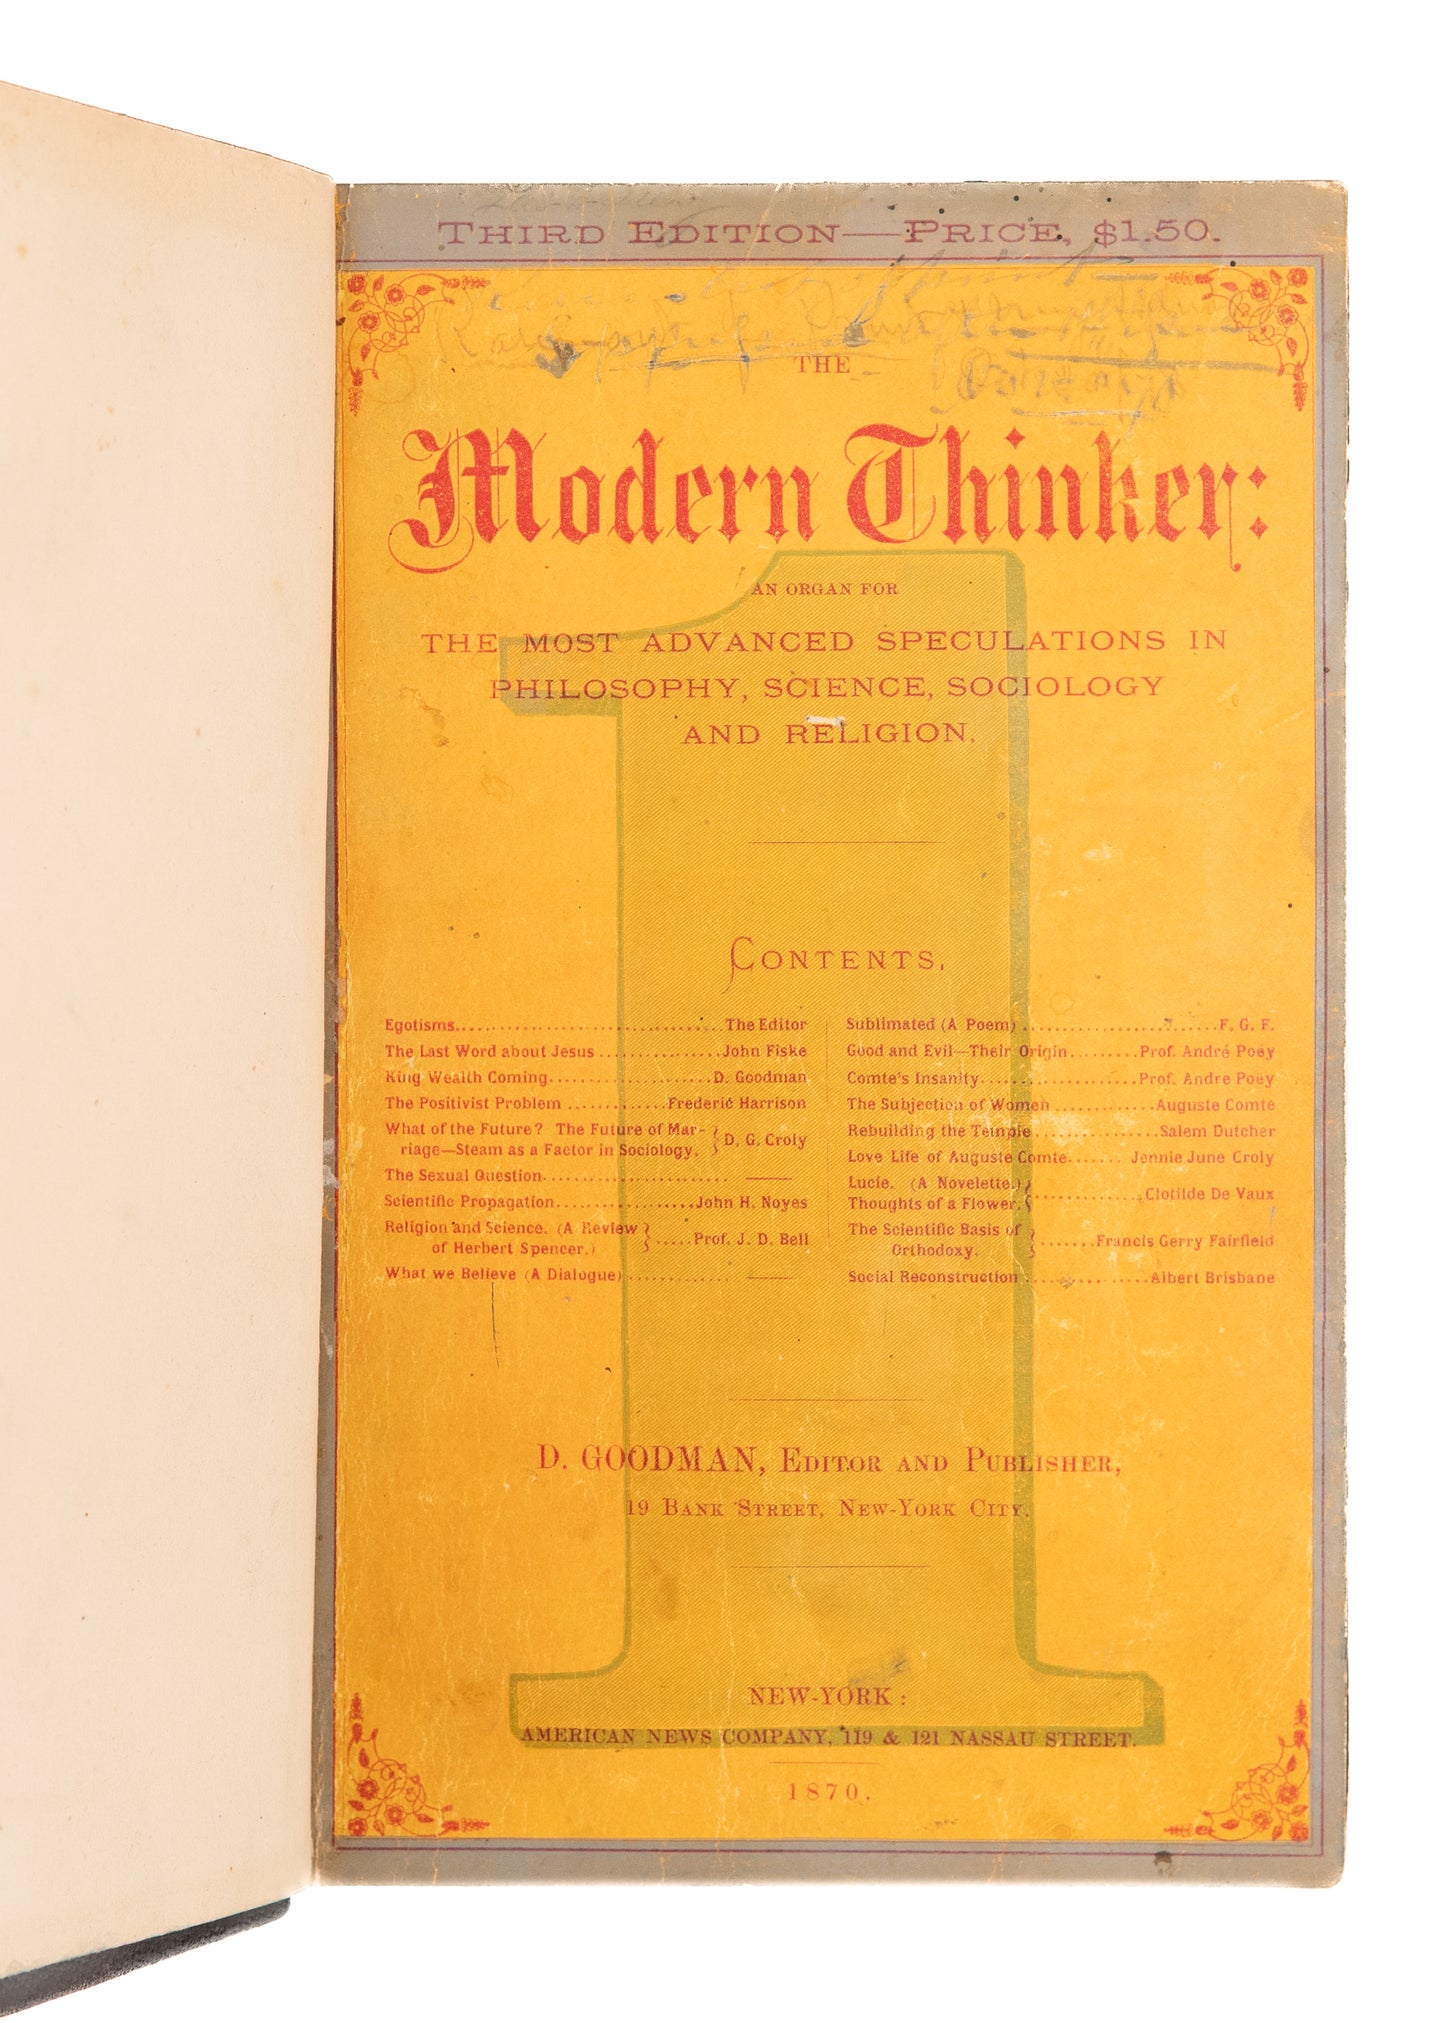 THIRD EDITION—PRICE, $1.50.
THE
Modern Thinker:
AN ORGAN FOR
THE MOST ADVANCED SPECULATIONS IN
PHILOSOPHY, SCIENCE, SOCIOLOGY
AND RELIGION.
1
CONTENTS.
Egotisms..............................The Editor
The Last Word about Jesus...............John Fiske
King Wealth Coming.....................D. Goodman
The Positivist Problem.............Frederic Harrison
What of the Future? The Future of Mar-
riage—Steam as a Factor in Sociology. } D. G. Croly
The Sexual Question........................ ——
Scientific Propagation..................John H. Noyes
Religion and Science. (A Review
of Herbert Spencer.) }.....Prof. J. D. Bell
What we Believe (A Dialogue)............. ——
Sublimated (A Poem)........................F. G. F.
Good and Evil—Their Origin.........Prof. André Poëy
Comte's Insanity....................Prof. Andre Poëy
The Subjection of Women.............Auguste Comte
Rebuilding the Temple................Salem Dutcher
Love Life of Auguste Comte.......Jennie June Croly
Lucie. (A Novelette.)
Thoughts of a Flower. }............Clotilde De Vaux
The Scientific Basis of
Orthodoxy. }.......Francis Gerry Fairfield
Social Reconstruction................Albert Brisbane
D. GOODMAN, EDITOR AND PUBLISHER,
19 BANK STREET, NEW-YORK CITY.
NEW-YORK:
AMERICAN NEWS COMPANY, 119 & 121 NASSAU STREET.
1870.